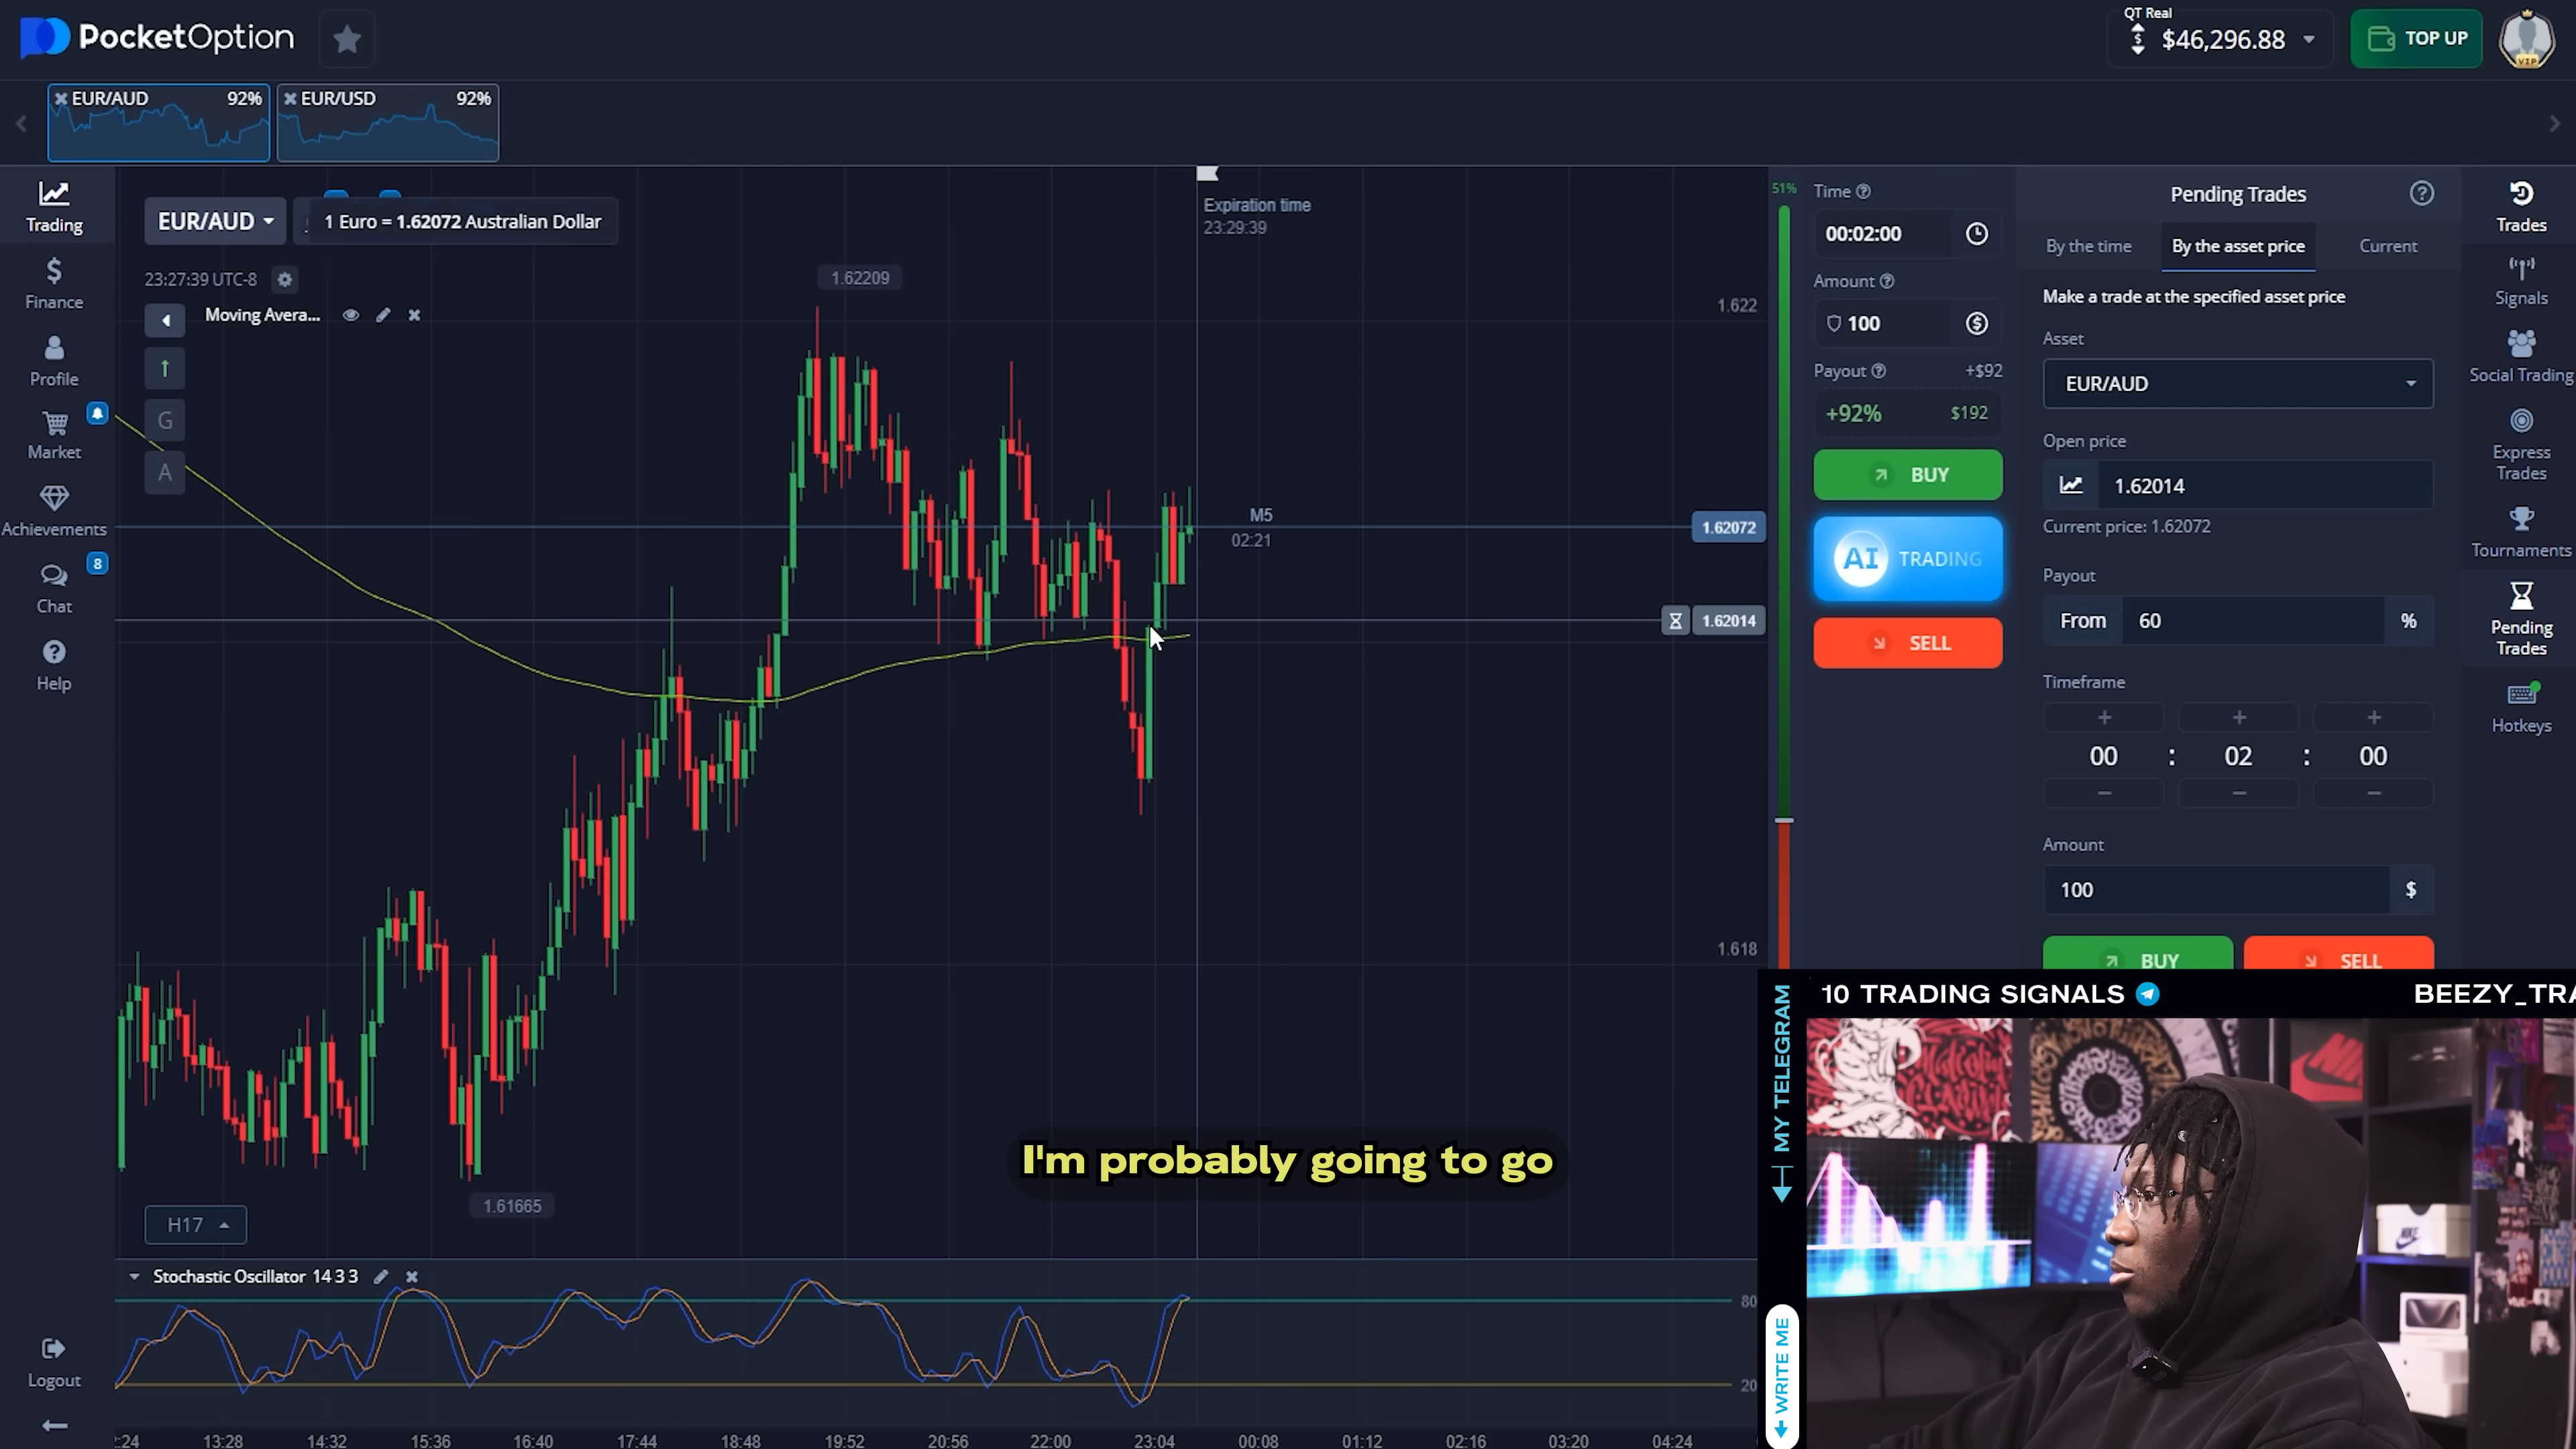 PocketOption
QT Real
$46,296.88
TOP UP
VIP
EUR/AUD 92%
EUR/USD 92%
Trading
Finance
Profile
Market
Achievements
8
Chat
Help
Logout
EUR/AUD
1 Euro = 1.62072 Australian Dollar
23:27:39 UTC-8
Moving Avera...
G
A
1.62209
Expiration time
23:29:39
M5
02:21
1.622
1.62072
1.62014
1.618
1.61665
H17
Stochastic Oscillator 14 3 3
80
20
:24 13:28 14:32 15:36 16:40 17:44 18:48 19:52 20:56 22:00 23:04 00:08 01:12 02:16 03:20 04:24
51%
Time
00:02:00
Amount
100
Payout +$92
+92% $192
BUY
AI TRADING
SELL
Pending Trades
By the time By the asset price Current
Make a trade at the specified asset price
Asset
EUR/AUD
Open price
1.62014
Current price: 1.62072
Payout
From 60 %
Timeframe
+ + +
00 : 02 : 00
− − −
Amount
100 $
BUY SELL
Trades
Signals
Social Trading
Express
Trades
Tournaments
Pending
Trades
Hotkeys
I'm probably going to go
10 TRADING SIGNALS
BEEZY_TRA
MY TELEGRAM
WRITE ME